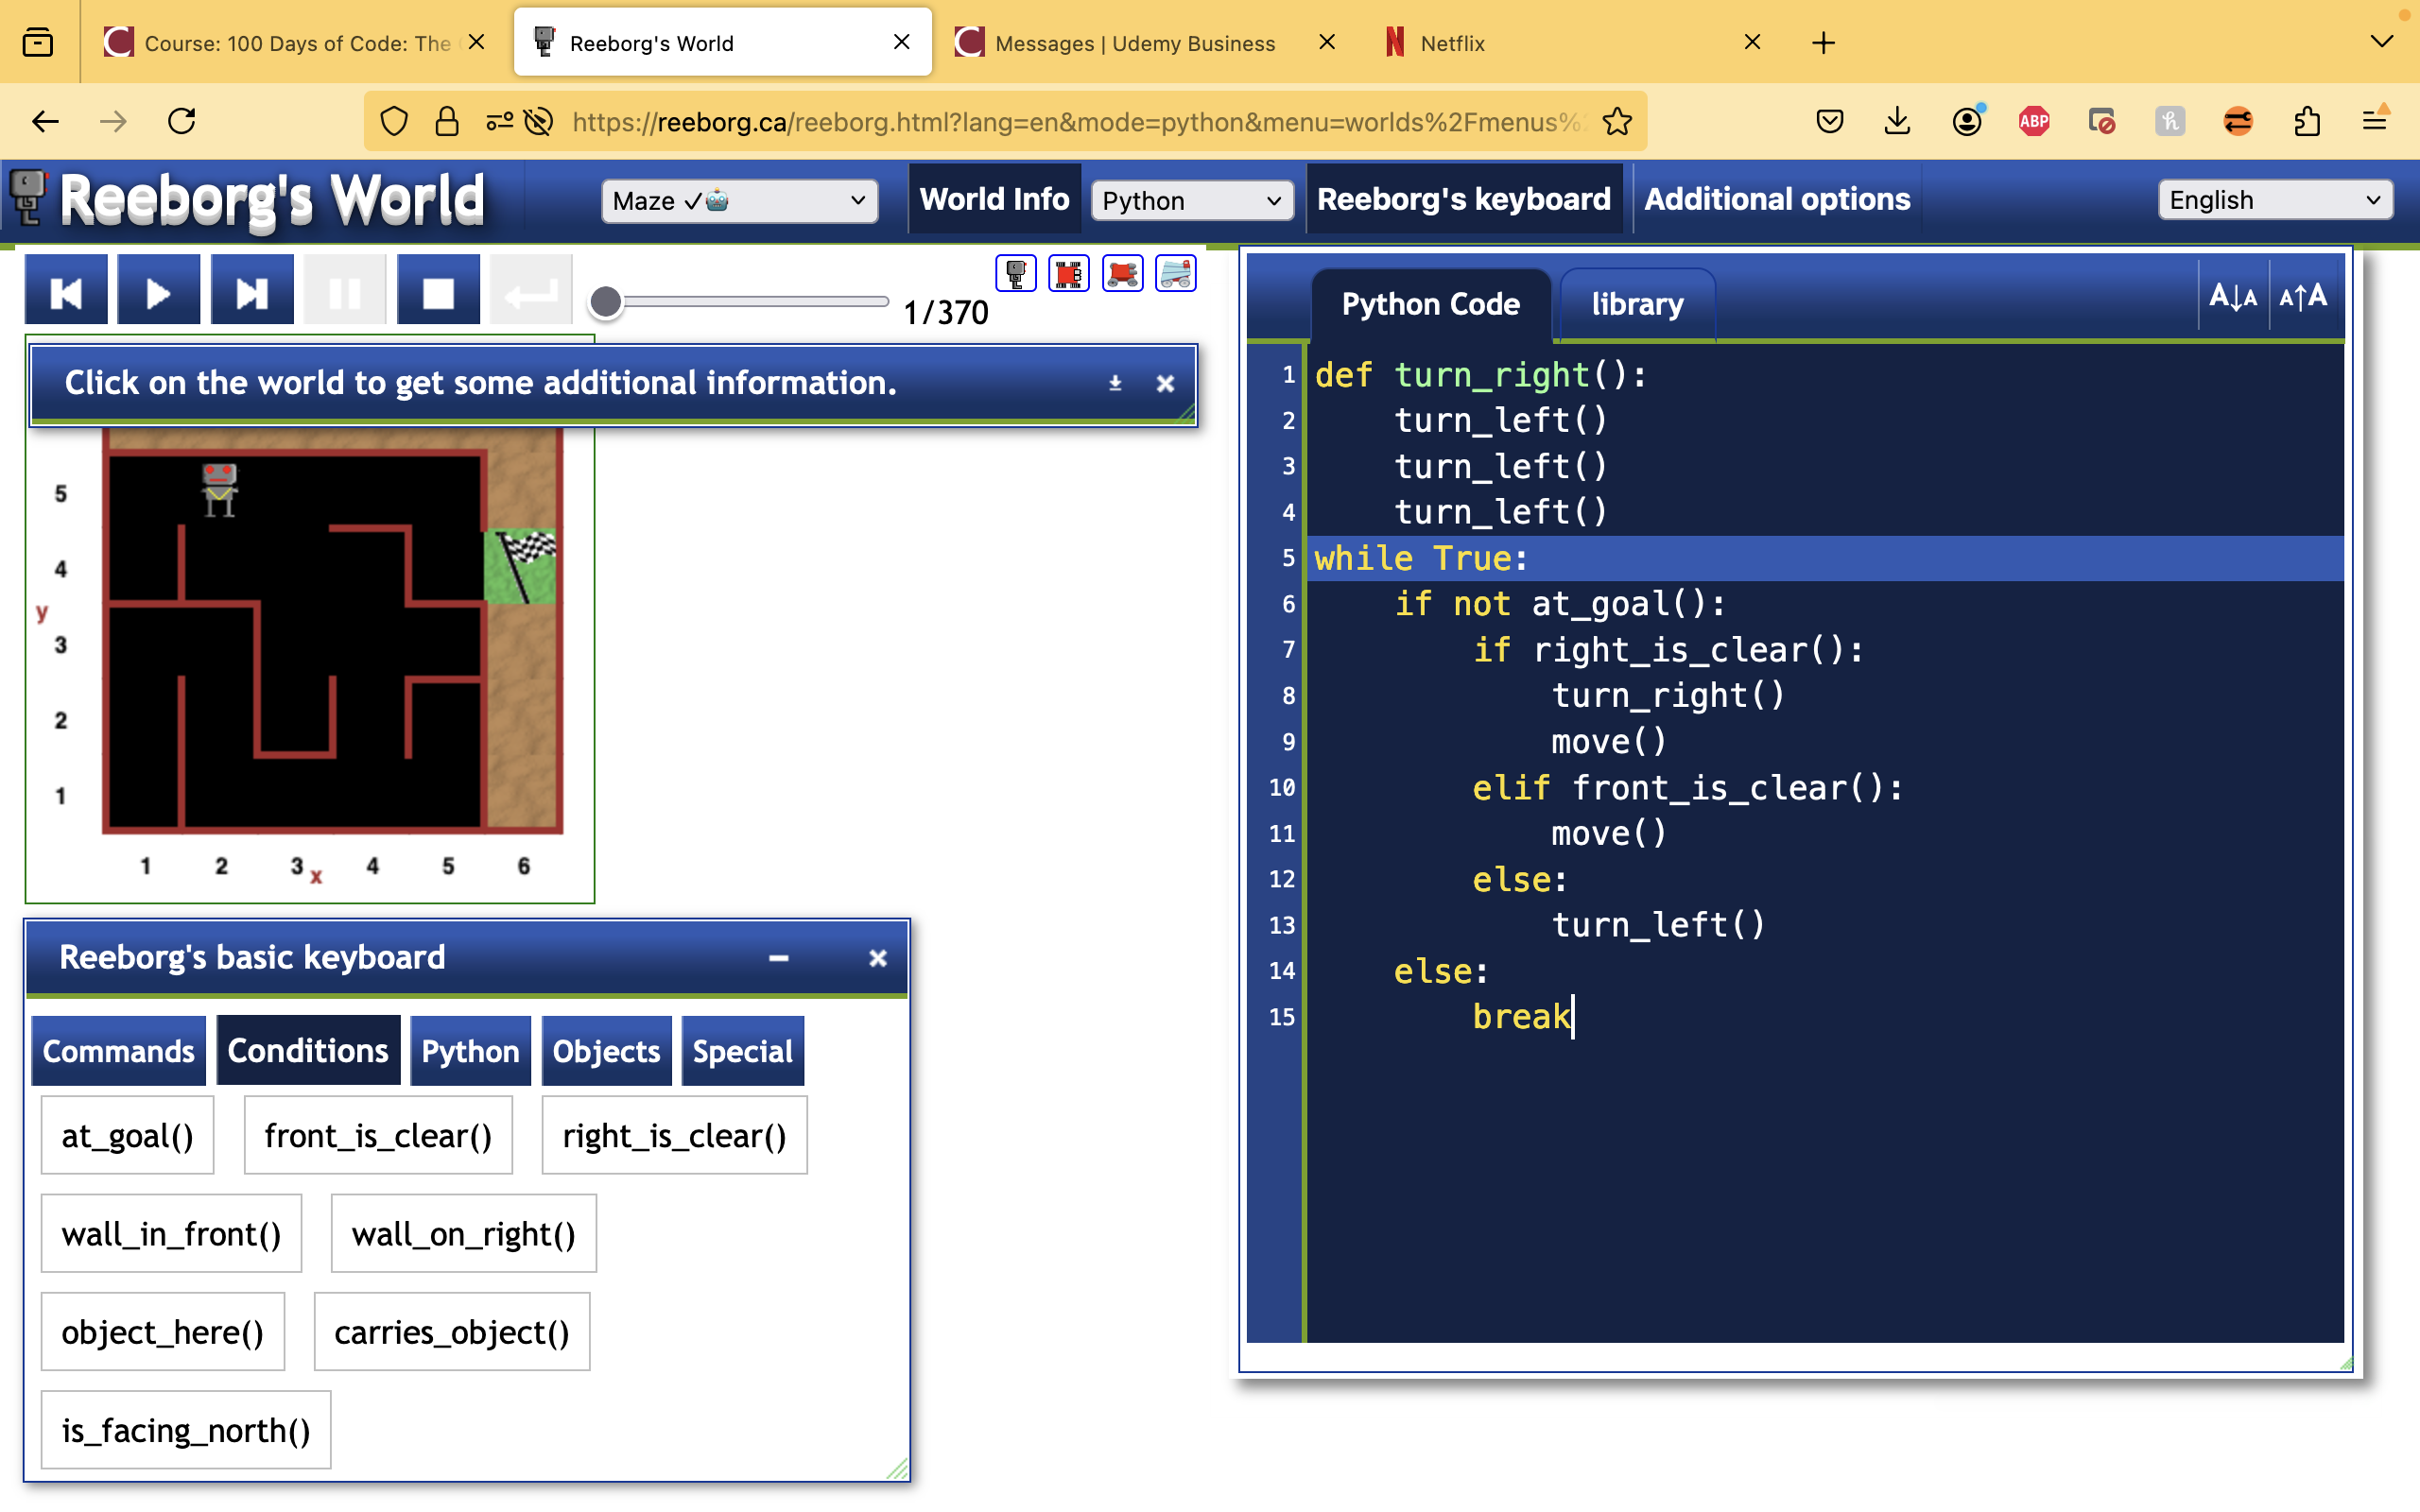 Course: 100 Days of Code: The
Reeborg's World
Messages | Udemy Business
Netflix
https://reeborg.ca/reeborg.html?lang=en&mode=python&menu=worlds%2Fmenus%2
ABP
Reeborg's World
Maze ✓🤖
World Info
Python
Reeborg's keyboard
Additional options
English
1/370
Click on the world to get some additional information.
5
4
y
3
2
1
1 2 3 x 4 5 6
Reeborg's basic keyboard
Commands
Conditions
Python
Objects
Special
at_goal()
front_is_clear()
right_is_clear()
wall_in_front()
wall_on_right()
object_here()
carries_object()
is_facing_north()
Python Code
library
A↓A
A↑A
1 def turn_right():
2     turn_left()
3     turn_left()
4     turn_left()
5 while True:
6     if not at_goal():
7         if right_is_clear():
8             turn_right()
9             move()
10         elif front_is_clear():
11             move()
12         else:
13             turn_left()
14     else:
15         break